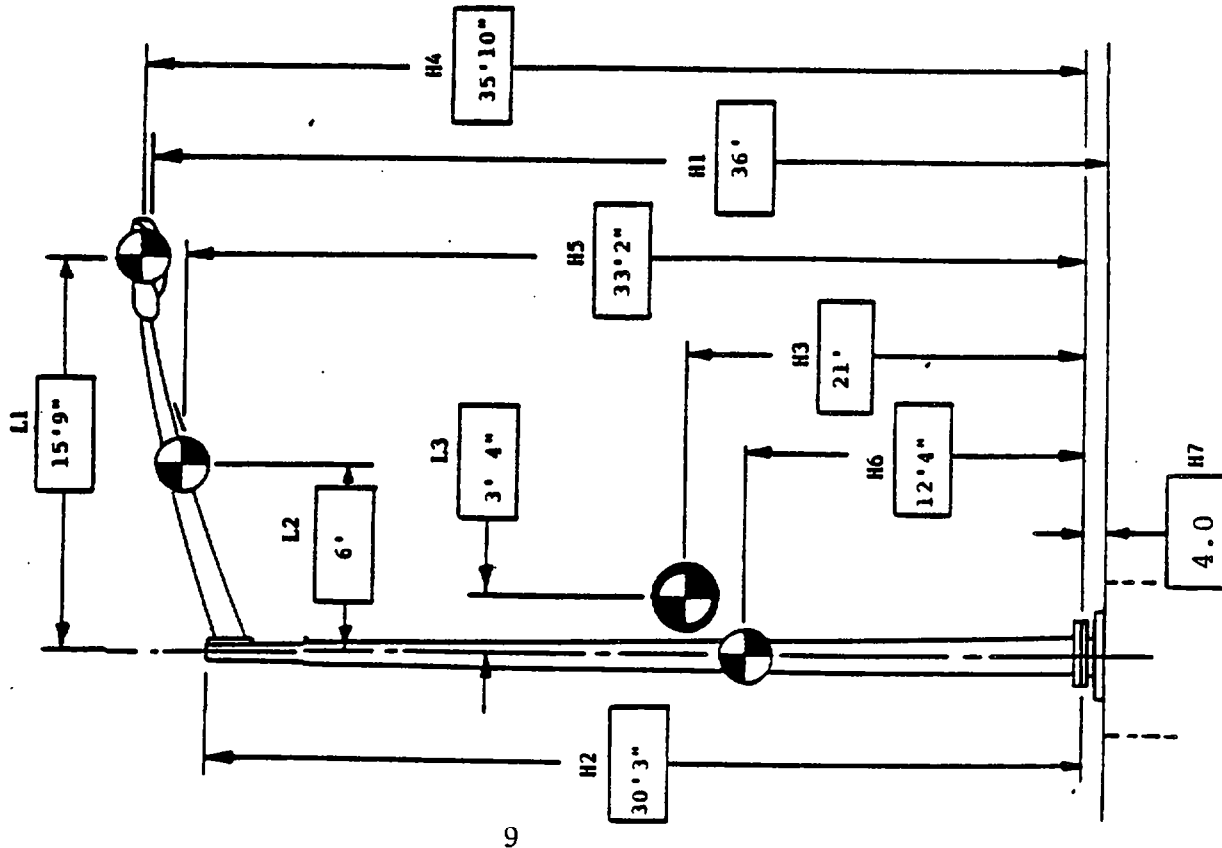 L1
15'9"
L2
6'
L3
3' 4"
H4
35'10"
H1
36'
H5
33'2"
H3
21'
H6
12'4"
H7
4.0
H2
30'3"
9